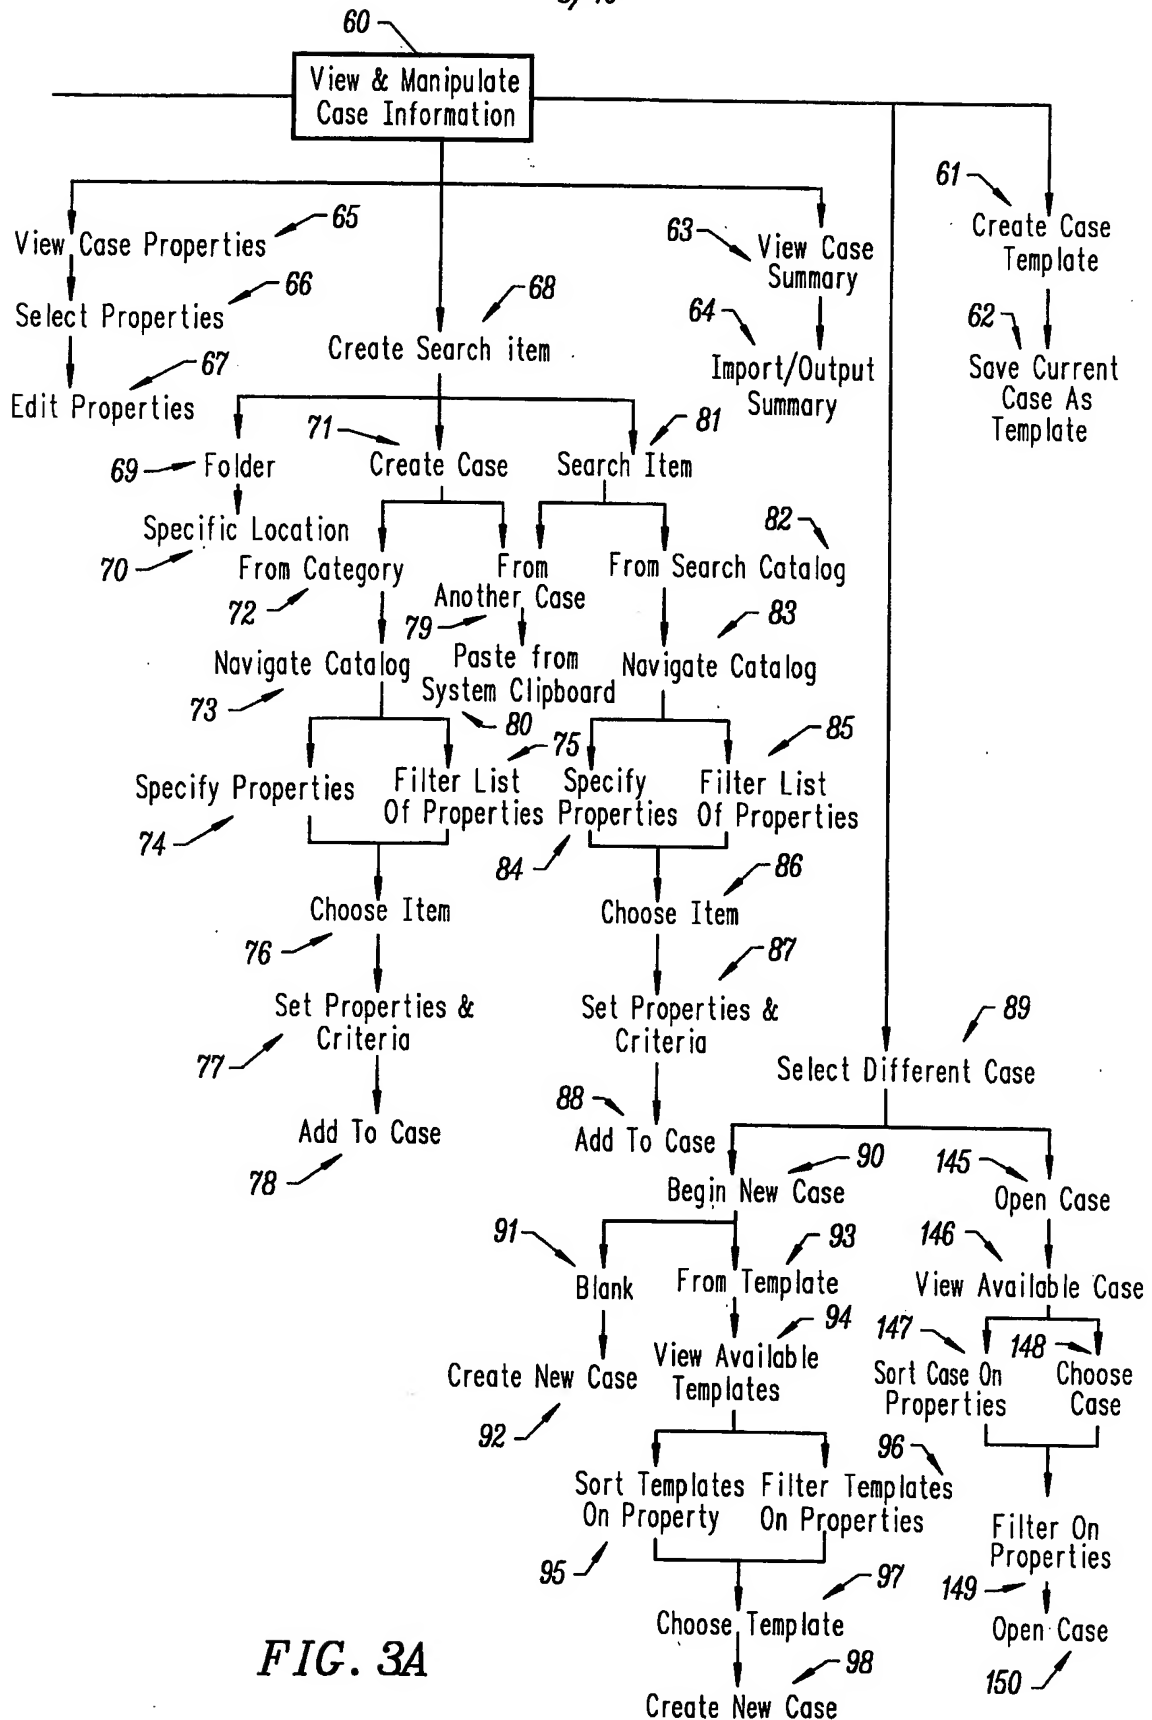 60
View & Manipulate
Case Information
61
Create Case
Template
65
63
View Case Properties
View Case
Summary
66
68
64
62
Select Properties
Create Search item
Save Current
Case As
Template
67
Import/Output
Summary
Edit Properties
71
81
69
Folder
Create Case
Search Item
Specific Location
82
70
From Category
From
Another Case
From Search Catalog
72
79
83
Navigate Catalog
Paste from
System Clipboard
Navigate Catalog
73
80
75
85
Specify Properties
Filter List
Of Properties
Specify
Properties
Filter List
Of Properties
74
84
86
Choose Item
Choose Item
76
87
Set Properties &
Criteria
Set Properties &
Criteria
77
89
Select Different Case
88
Add To Case
Add To Case
78
90
145
Begin New Case
Open Case
91
93
146
Blank
From Template
View Available Case
94
147
148
Create New Case
View Available
Templates
Sort Case On
Properties
Choose
Case
92
96
Sort Templates
On Property
Filter Templates
On Properties
Filter On
Properties
95
97
149
Choose Template
Open Case
FIG. 3A
98
150
Create New Case